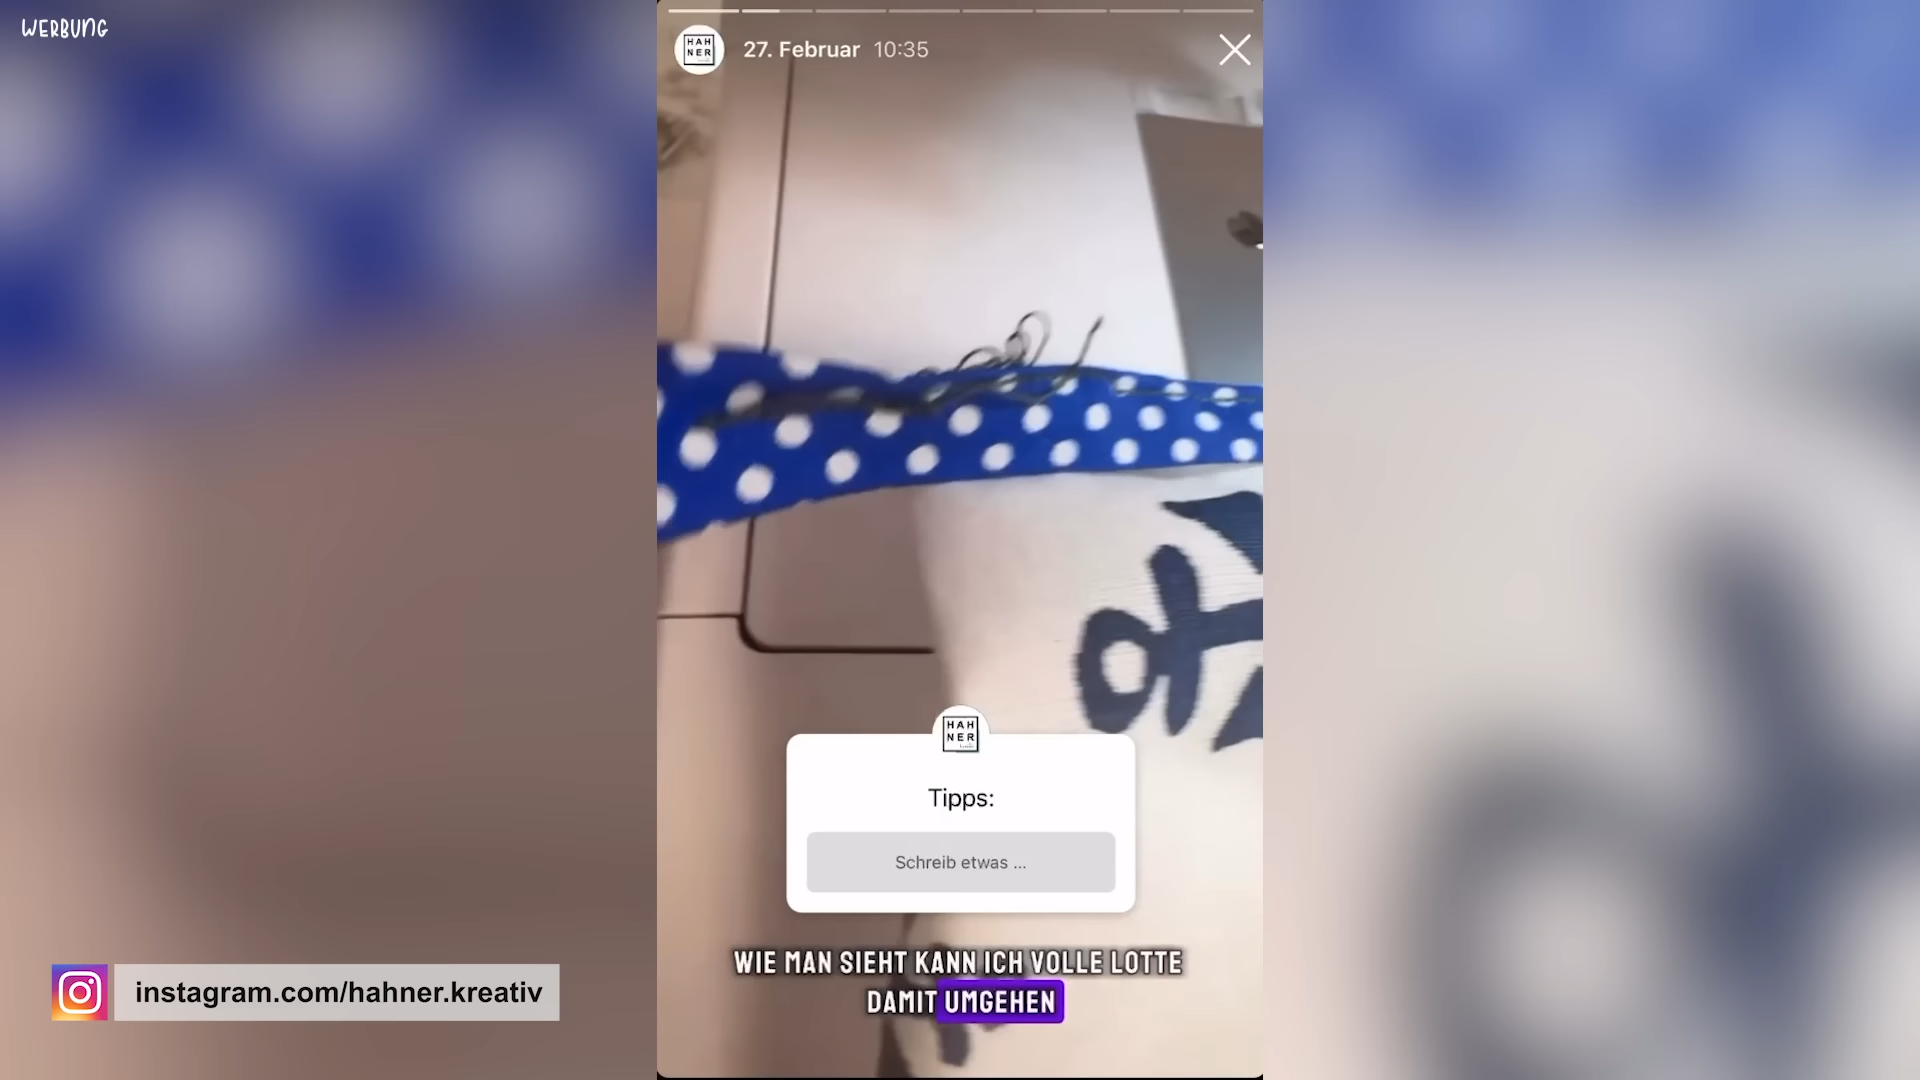 WERBUNG
HAH
NER
27. Februar 10:35
HAH
NER
Tipps:
Schreib etwas ...
WIE MAN SIEHT KANN ICH VOLLE LOTTE
DAMIT UMGEHEN
instagram.com/hahner.kreativ